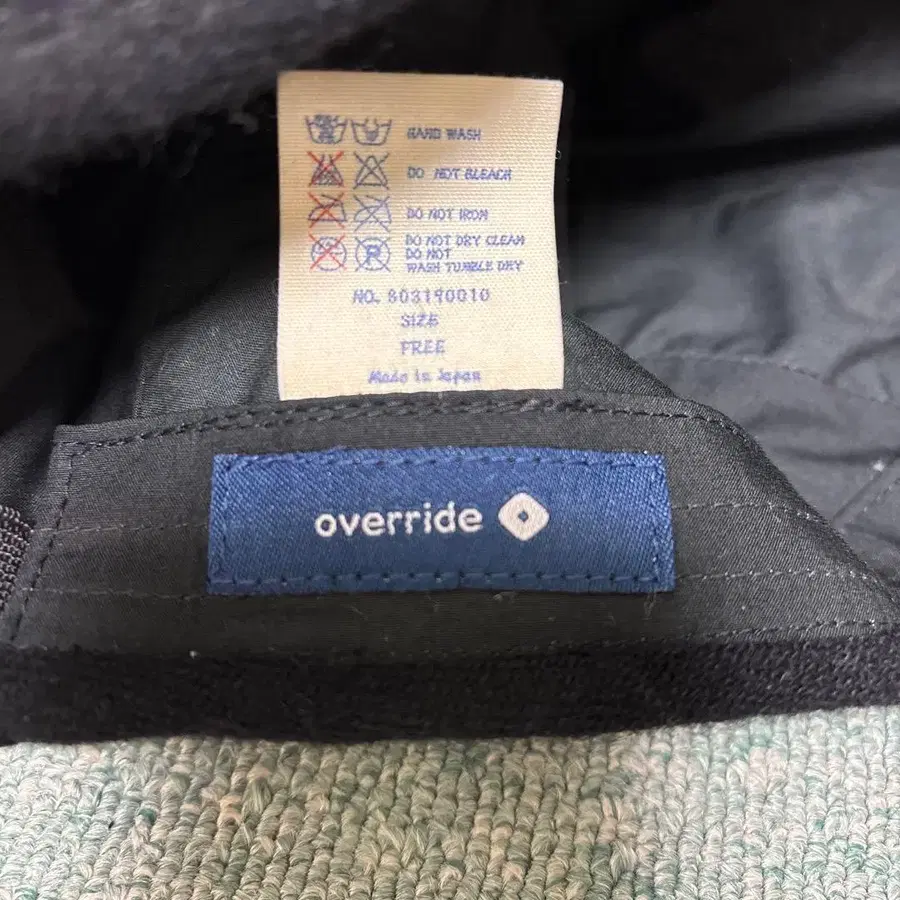 HAND WASH
DO NOT BLEACH
DO NOT IRON
DO NOT DRY CLEAN
DO NOT
WASH TUMBLE DRY
NO. 803190010
SIZE
FREE
Made in Japan
override